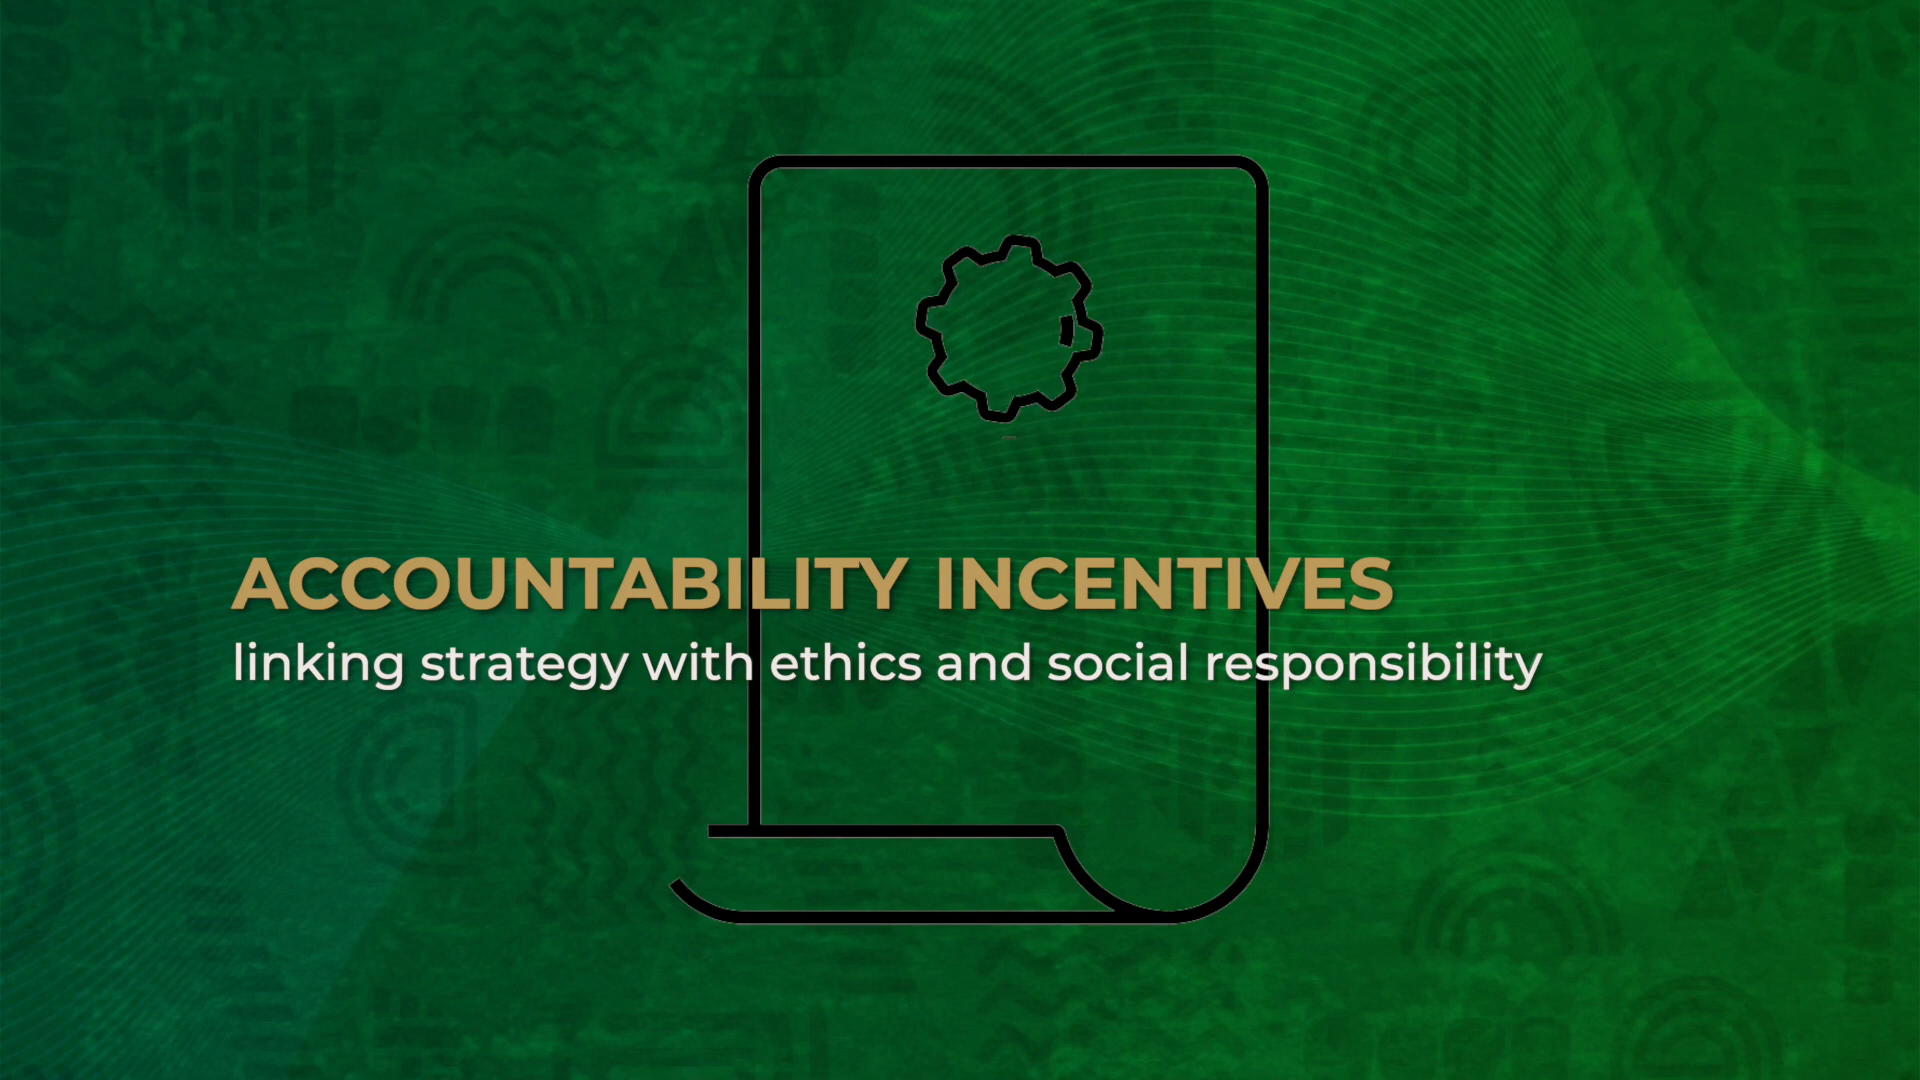 ACCOUNTABILITY INCENTIVES
linking strategy with ethics and social responsibility